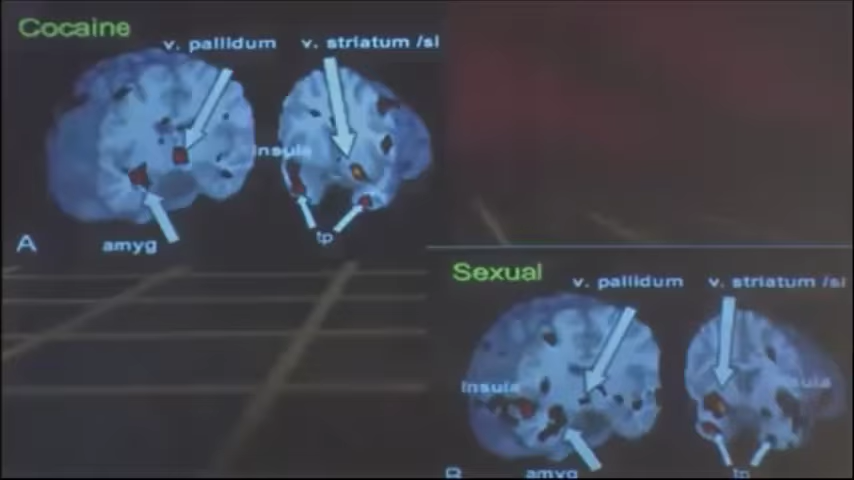 Cocaine
v. pallidum v. striatum /sl
Insula
amyg
tp
A
Sexual
v. pallidum v. striatum /sl
Insula
amyg
tp
B